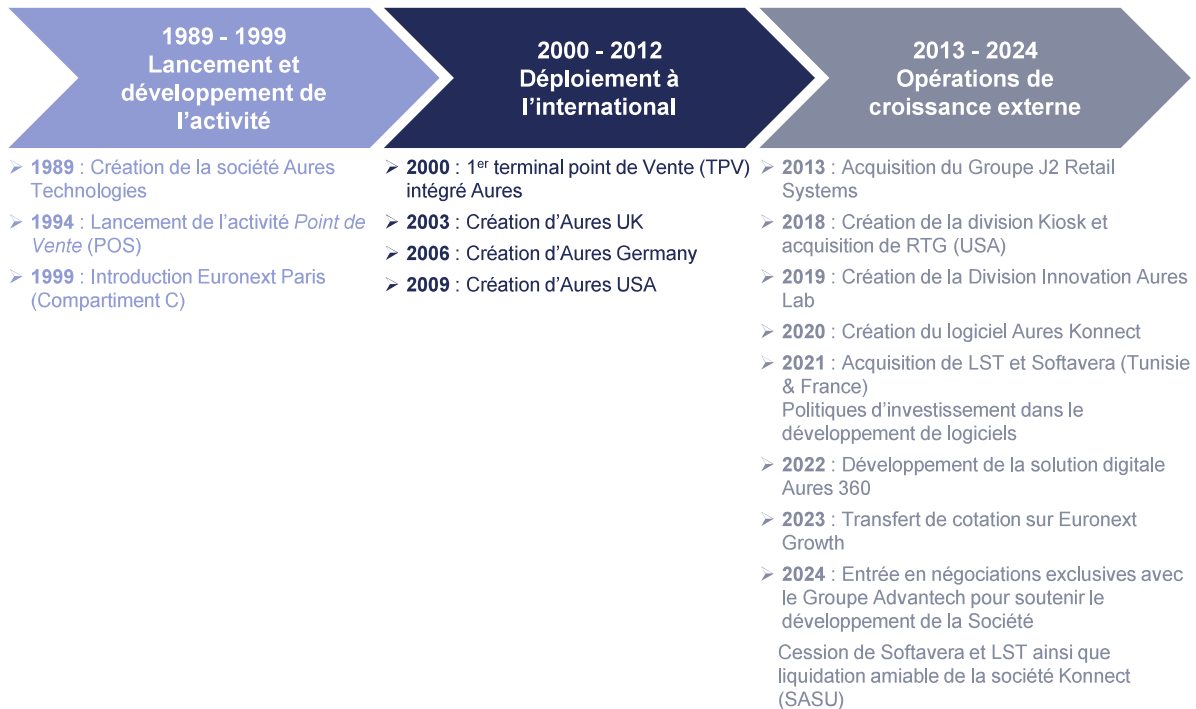 1989 - 1999
Lancement et
développement de
l’activité
➢ 1989 : Création de la société Aures
Technologies
➢ 1994 : Lancement de l’activité Point de
Vente (POS)
➢ 1999 : Introduction Euronext Paris
(Compartiment C)
2000 - 2012
Déploiement à
l’international
➢ 2000 : 1er terminal point de Vente (TPV)
intégré Aures
➢ 2003 : Création d’Aures UK
➢ 2006 : Création d’Aures Germany
➢ 2009 : Création d’Aures USA
2013 - 2024
Opérations de
croissance externe
➢ 2013 : Acquisition du Groupe J2 Retail
Systems
➢ 2018 : Création de la division Kiosk et
acquisition de RTG (USA)
➢ 2019 : Création de la Division Innovation Aures
Lab
➢ 2020 : Création du logiciel Aures Konnect
➢ 2021 : Acquisition de LST et Softavera (Tunisie
& France)
Politiques d’investissement dans le
développement de logiciels
➢ 2022 : Développement de la solution digitale
Aures 360
➢ 2023 : Transfert de cotation sur Euronext
Growth
➢ 2024 : Entrée en négociations exclusives avec
le Groupe Advantech pour soutenir le
développement de la Société
Cession de Softavera et LST ainsi que
liquidation amiable de la société Konnect
(SASU)